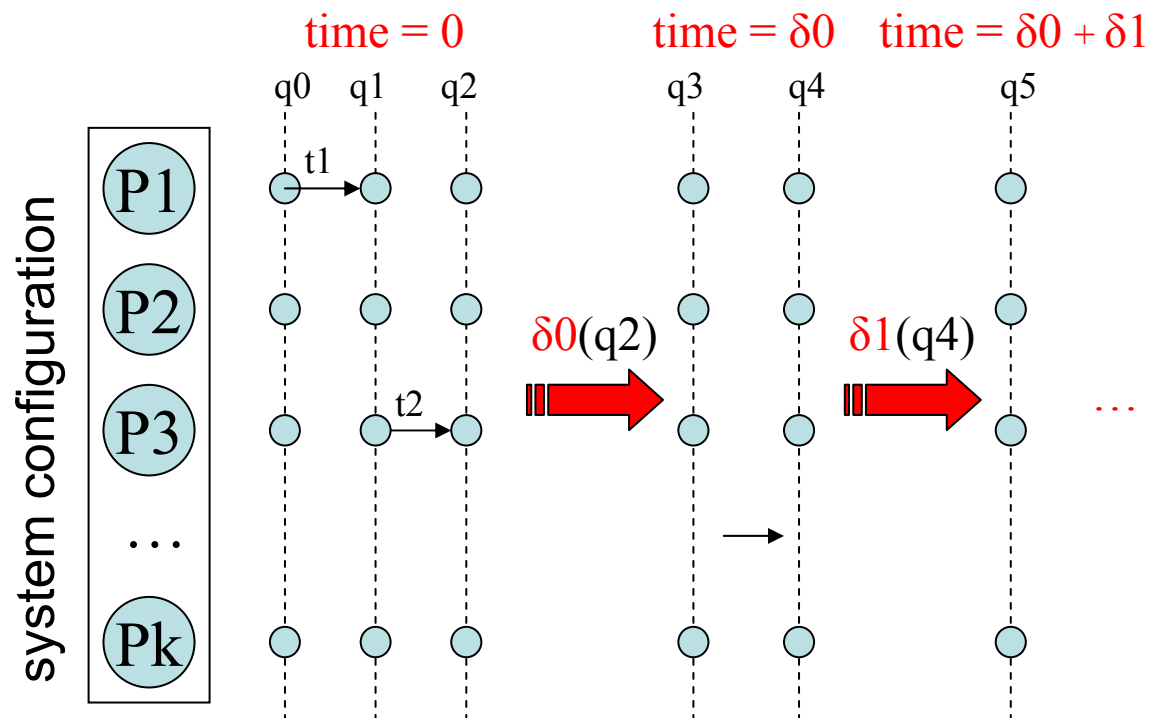 time = 0
time = δ0
time = δ0 + δ1
q0
q1
q2
q3
q4
q5
system configuration
P1
t1
P2
δ0(q2)
δ1(q4)
P3
t2
...
...
Pk